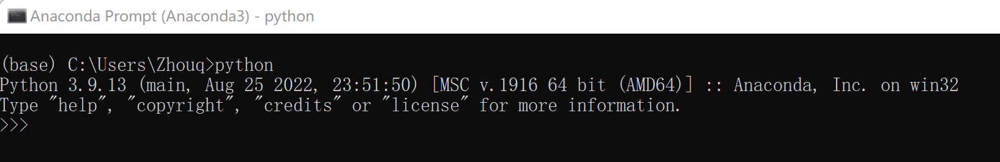 Anaconda Prompt (Anaconda3) - python
(base) C:\Users\Zhouq>python
Python 3.9.13 (main, Aug 25 2022, 23:51:50) [MSC v.1916 64 bit (AMD64)] :: Anaconda, Inc. on win32
Type "help", "copyright", "credits" or "license" for more information.
>>>